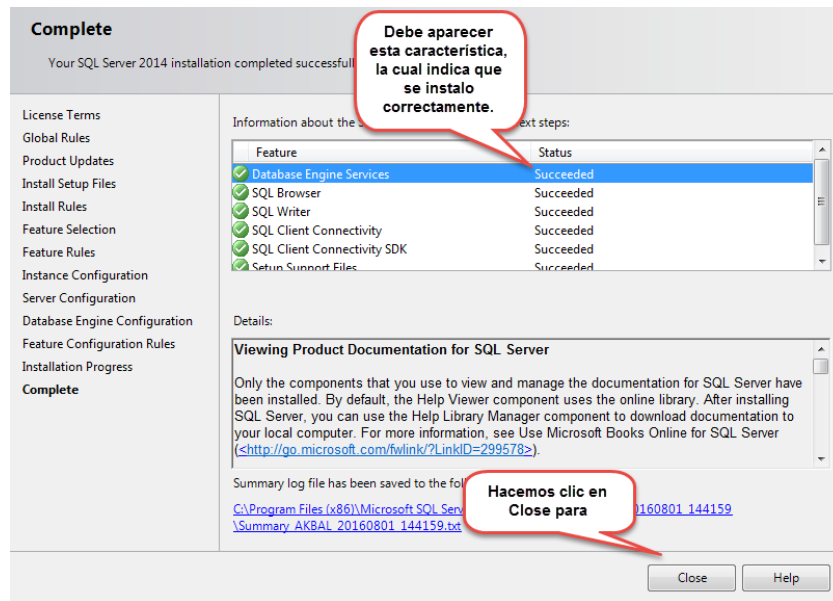 Complete
Your SQL Server 2014 installation completed successfull
Debe aparecer
esta característica,
la cual indica que
se instalo
correctamente.
License Terms
Global Rules
Product Updates
Install Setup Files
Install Rules
Feature Selection
Feature Rules
Instance Configuration
Server Configuration
Database Engine Configuration
Feature Configuration Rules
Installation Progress
Complete
Information about the S ext steps:
Feature Status
Database Engine Services Succeeded
SQL Browser Succeeded
SQL Writer Succeeded
SQL Client Connectivity Succeeded
SQL Client Connectivity SDK Succeeded
Setup Support Files Succeeded
Details:
Viewing Product Documentation for SQL Server
Only the components that you use to view and manage the documentation for SQL Server have
been installed. By default, the Help Viewer component uses the online library. After installing
SQL Server, you can use the Help Library Manager component to download documentation to
your local computer. For more information, see Use Microsoft Books Online for SQL Server
(<http://go.microsoft.com/fwlink/?LinkID=299578>).
Summary log file has been saved to the fol
C:\Program Files (x86)\Microsoft SQL Serv 0160801_144159
\Summary_AKBAL_20160801_144159.txt
Hacemos clic en
Close para
Close Help